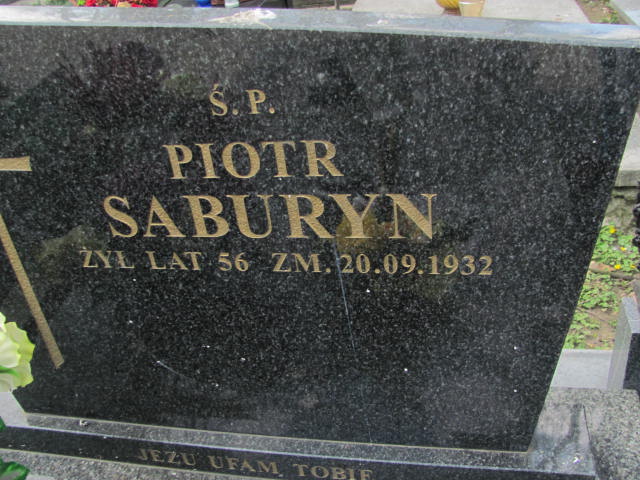 Ś. P.
PIOTR
SABURYN
ŻYŁ LAT 56 ZM. 20.09.1932
JEZU UFAM TOBIE